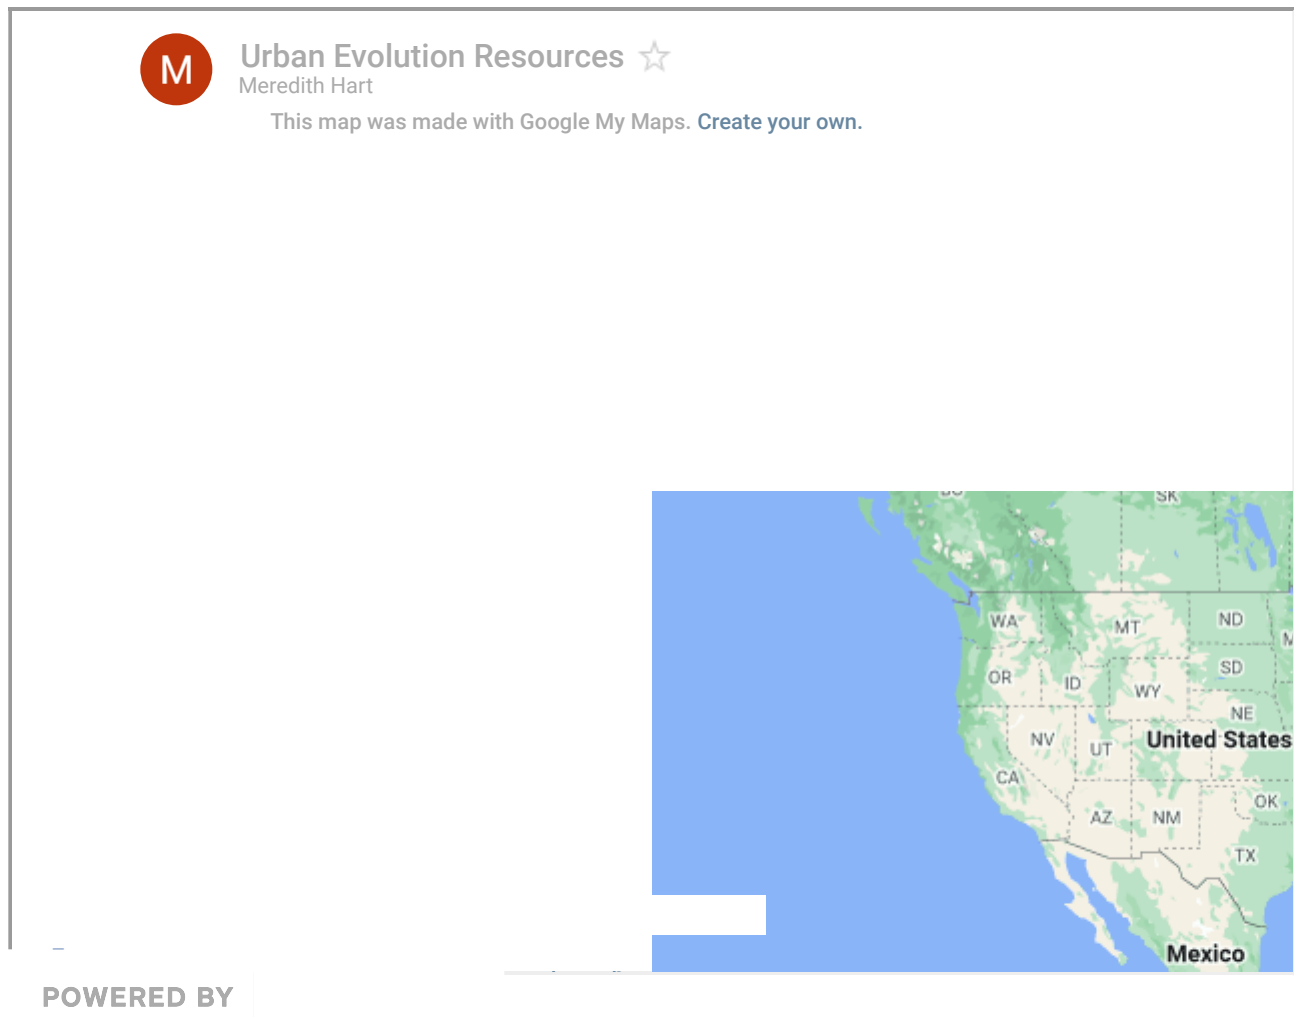 M
Urban Evolution Resources
Meredith Hart
This map was made with Google My Maps. Create your own.
SK
WA
MT
ND
OR
ID
SD
WY
NE
NV
UT
United States
CA
OK
AZ
NM
TX
Mexico
POWERED BY